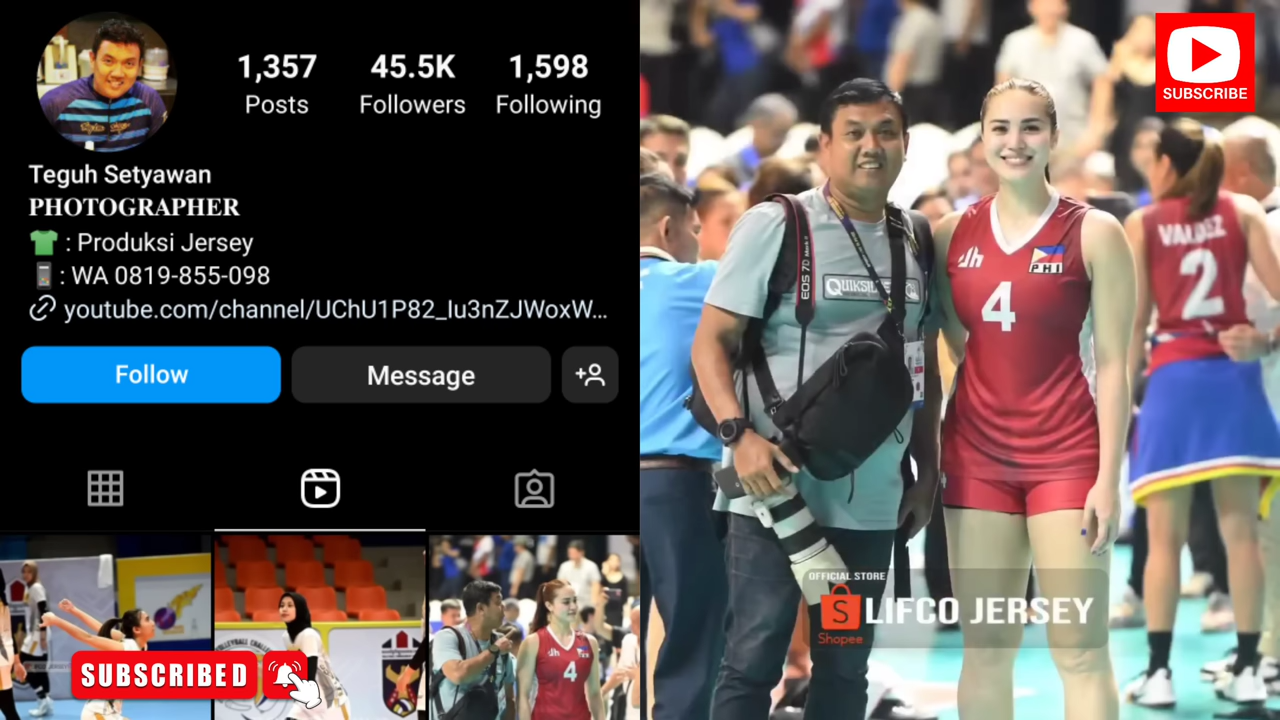 1,357 45.5K 1,598
Posts Followers Following
Teguh Setyawan
PHOTOGRAPHER
: Produksi Jersey
: WA 0819-855-098
youtube.com/channel/UChU1P82_Iu3nZJWoxW...
Follow Message
SUBSCRIBED
4
SUBSCRIBE
EOS 7D Mark II
QUIKSILVER
PHI
4
VALDEZ
2
OFFICIAL STORE
LIFCO JERSEY
Shopee